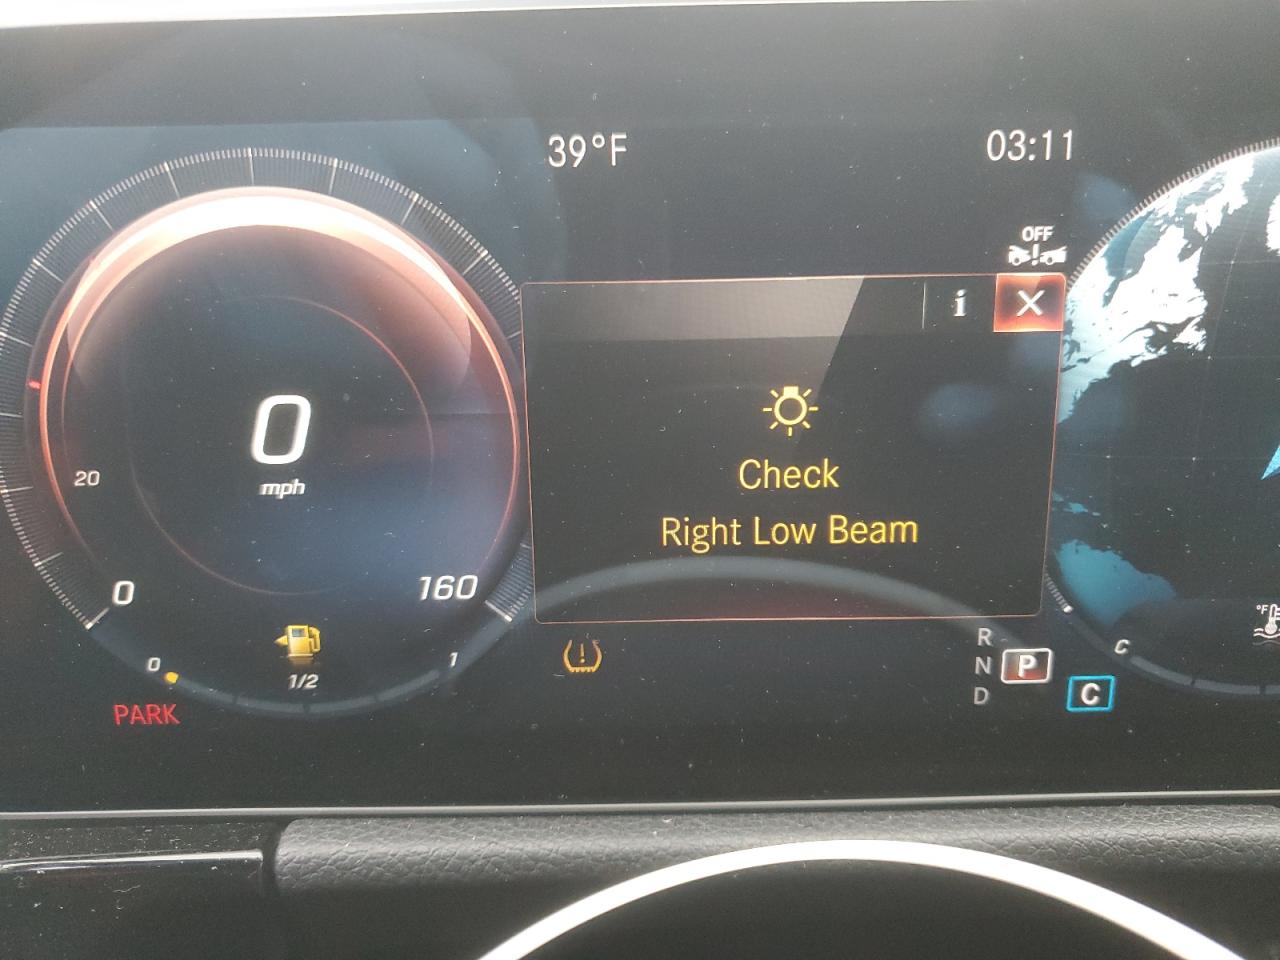 39°F
03:11
OFF
i
Check
Right Low Beam
0
mph
20
0
160
0
1/2
1
PARK
R
N
P
D
C
C
°F